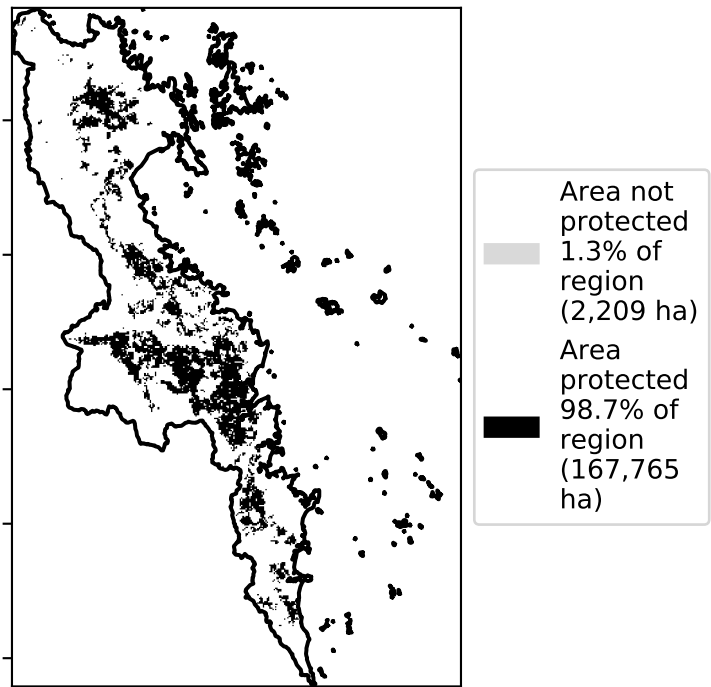 Area not
protected
1.3% of
region
(2,209 ha)
Area
protected
98.7% of
region
(167,765
ha)